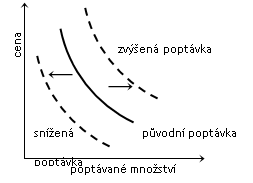 cena
zvýšená poptávka
snížená
poptávka
původní poptávka
poptávané množství